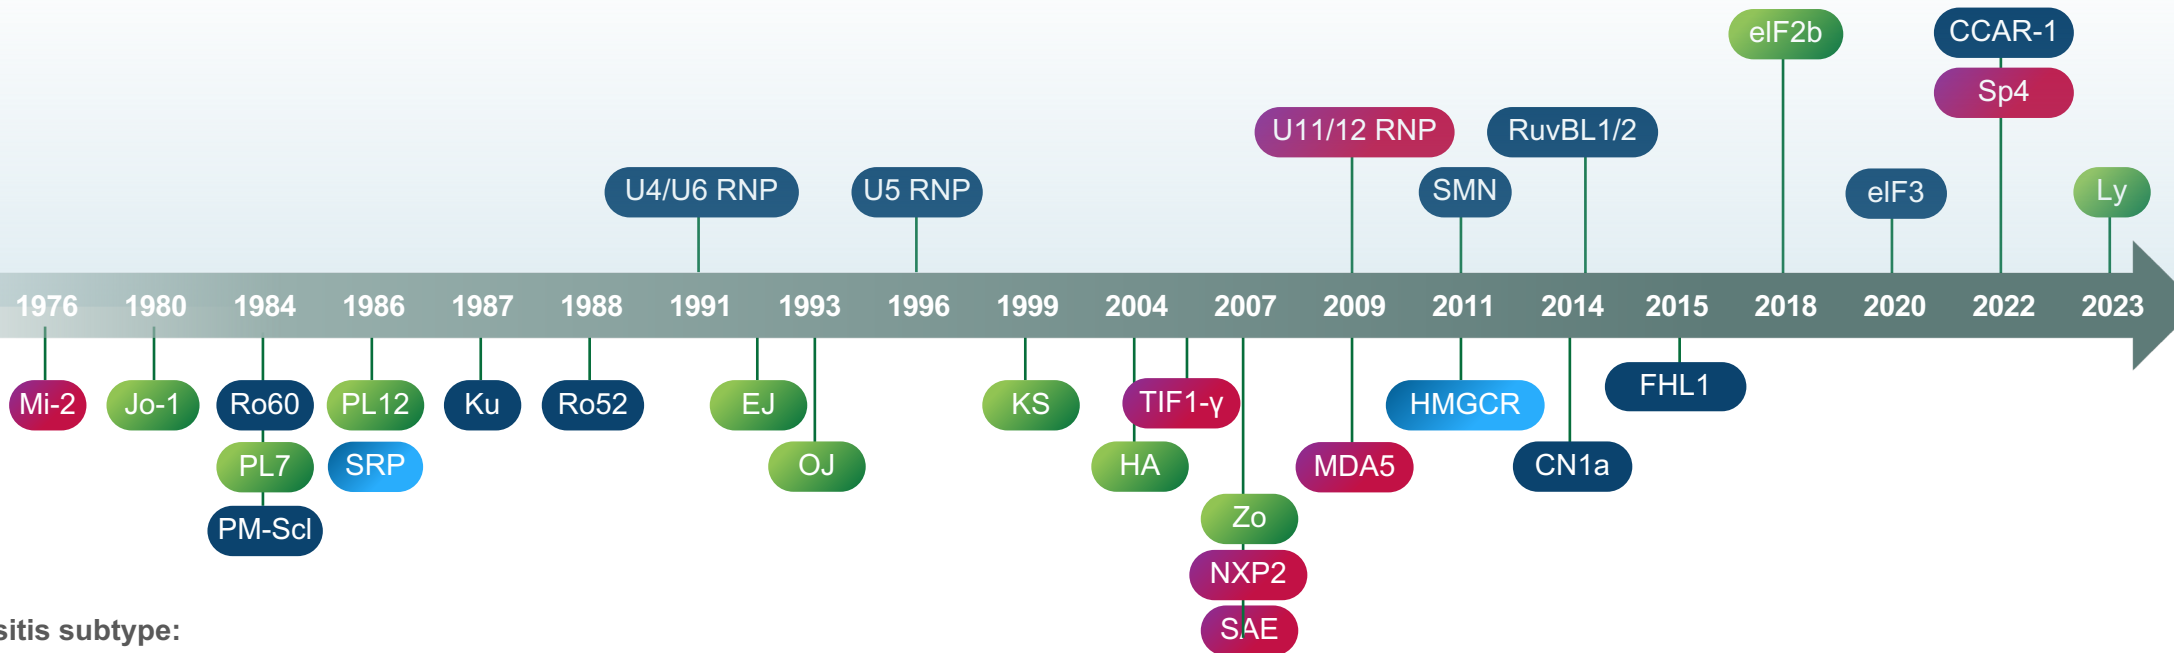 eIF2b
CCAR-1
Sp4
U11/12 RNP
RuvBL1/2
U4/U6 RNP
U5 RNP
SMN
eIF3
Ly
1976 1980 1984 1986 1987 1988 1991 1993 1996 1999 2004 2007 2009 2011 2014 2015 2018 2020 2022 2023
Mi-2
Jo-1
Ro60
PL12
Ku
Ro52
EJ
KS
TIF1-γ
HMGCR
FHL1
PL7
SRP
OJ
HA
MDA5
CN1a
PM-Scl
Zo
NXP2
SAE
sitis subtype: